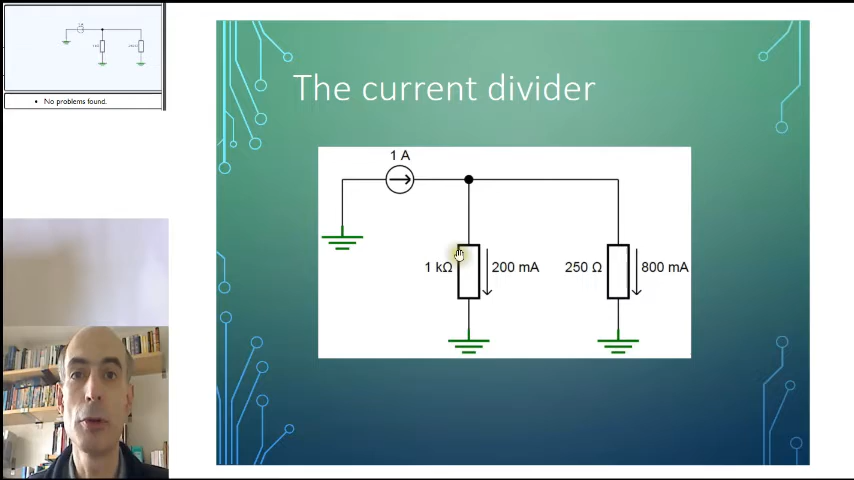 The current divider
1 A
1 kΩ
200 mA
250 Ω
800 mA
No problems found.